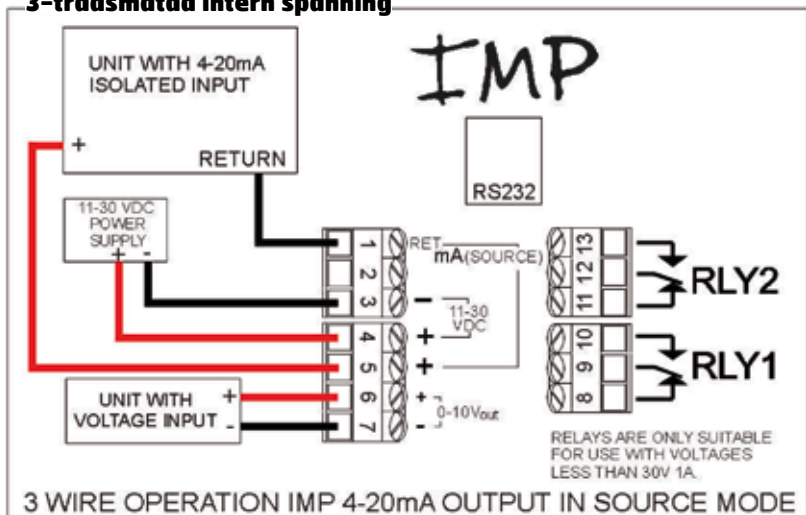 3-trådsmatad intern spänning
UNIT WITH 4-20mA
ISOLATED INPUT
+
RETURN
IMP
RS232
11-30 VDC
POWER
SUPPLY
+ -
1
RET
mA(SOURCE)
2
3
-
11-30
VDC
4
+
5
+
6
+
0-10Vout
7
-
UNIT WITH
VOLTAGE INPUT
+
-
13
12
11
RLY2
10
9
8
RLY1
RELAYS ARE ONLY SUITABLE
FOR USE WITH VOLTAGES
LESS THAN 30V 1A.
3 WIRE OPERATION IMP 4-20mA OUTPUT IN SOURCE MODE